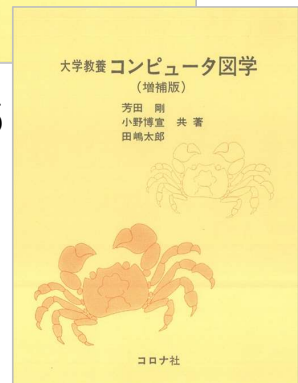 大学教養 コンピュータ図学
(増補版)
芳田 剛
小野博宣 共著
田嶋太郎
コロナ社